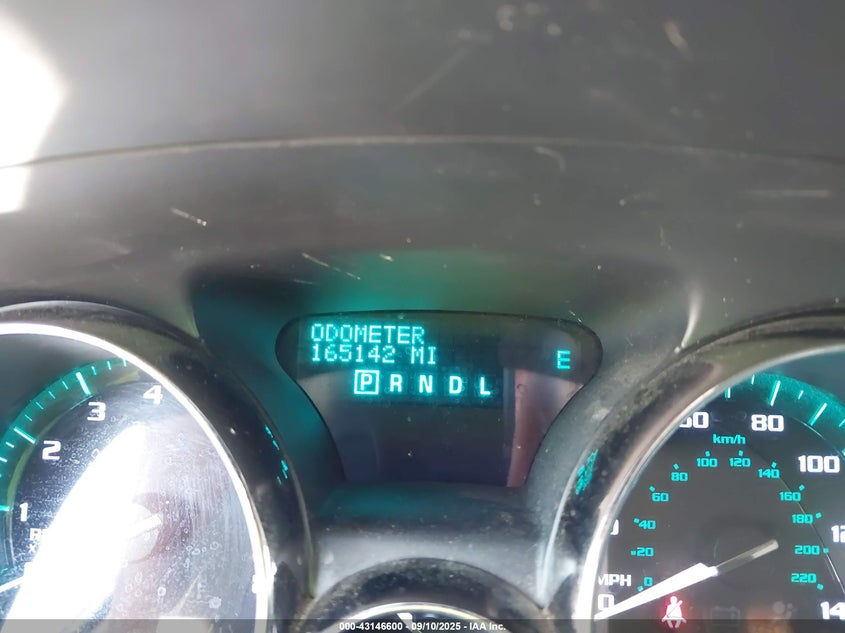 ODOMETER
165142 MI
E
P R N D L
1 2 3 4
80 100
km/h
0 20 40 60 80 100 120 140 160 180 200 220
MPH
0
000-43146600 - 09/10/2025 - IAA Inc.